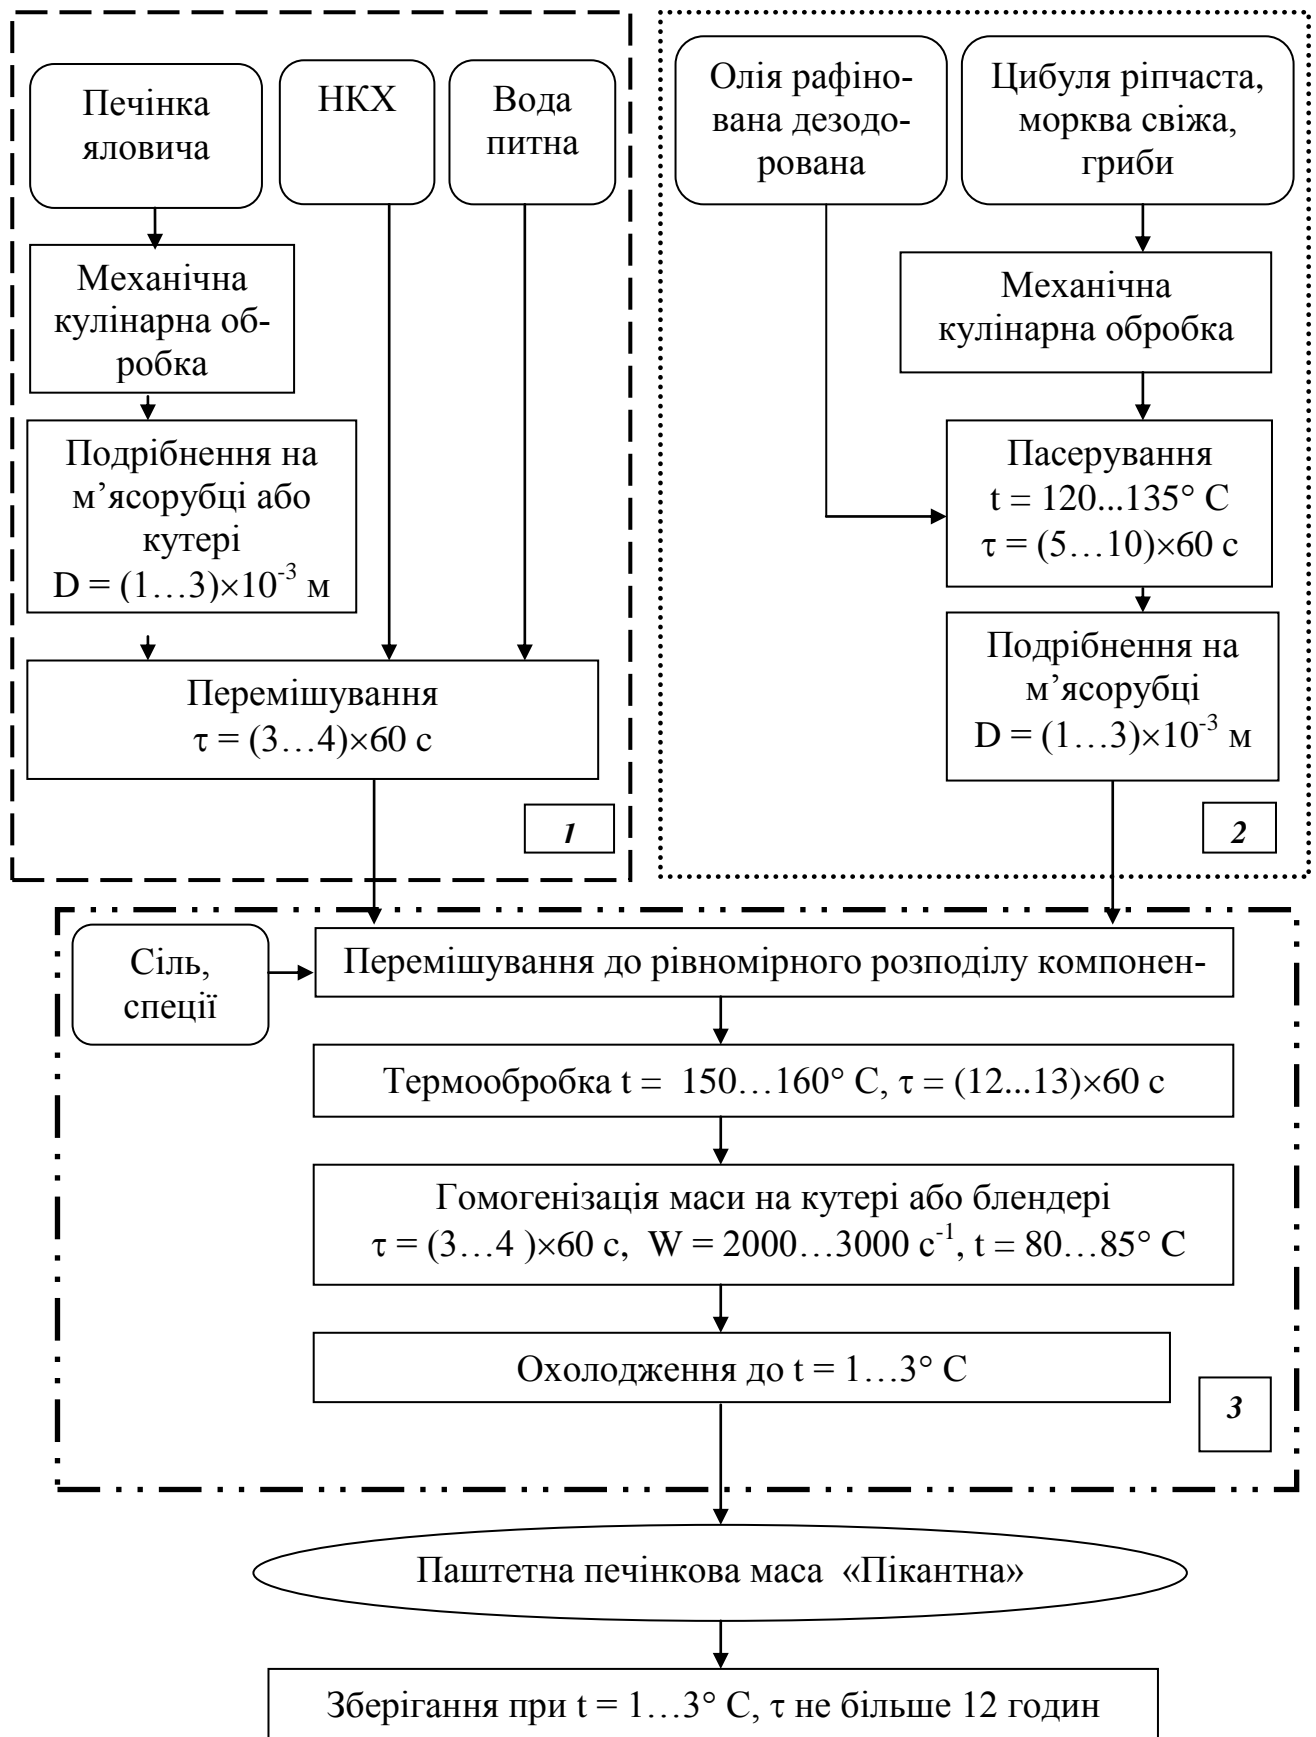 Печінка
яловича
НКХ
Вода
питна
Механічна
кулінарна об-
робка
Подрібнення на
м’ясорубці або
кутері
D = (1…3)×10⁻³ м
Перемішування
τ = (3…4)×60 с
1
Олія рафіно-
вана дезодо-
рована
Цибуля ріпчаста,
морква свіжа,
гриби
Механічна
кулінарна обробка
Пасерування
t = 120...135° С
τ = (5…10)×60 с
Подрібнення на
м’ясорубці
D = (1…3)×10⁻³ м
2
Сіль,
спеції
Перемішування до рівномірного розподілу компонен-
Термообробка t = 150…160° С, τ = (12...13)×60 с
Гомогенізація маси на кутері або блендері
τ = (3…4 )×60 с, W = 2000…3000 с⁻¹, t = 80…85° С
Охолодження до t = 1…3° С
3
Паштетна печінкова маса «Пікантна»
Зберігання при t = 1…3° С, τ не більше 12 годин